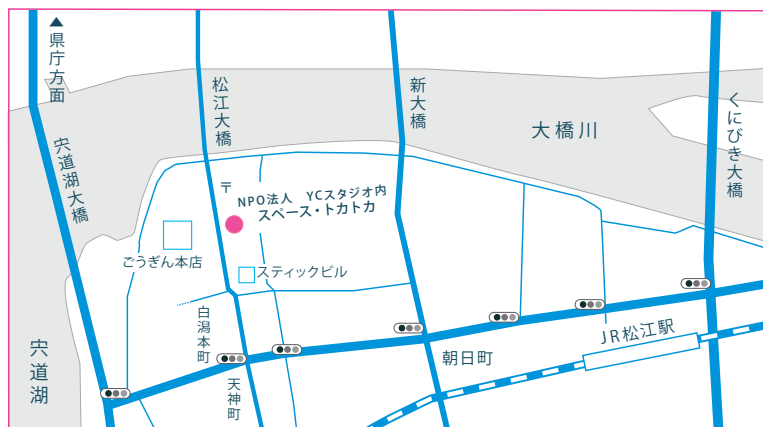 ▲県庁方面
松江大橋
新大橋
くにびき大橋
宍道湖大橋
大橋川
〒
NPO法人 YCスタジオ内
スペース・トカトカ
ごうぎん本店
スティックビル
白潟本町
天神町
朝日町
JR松江駅
宍道湖